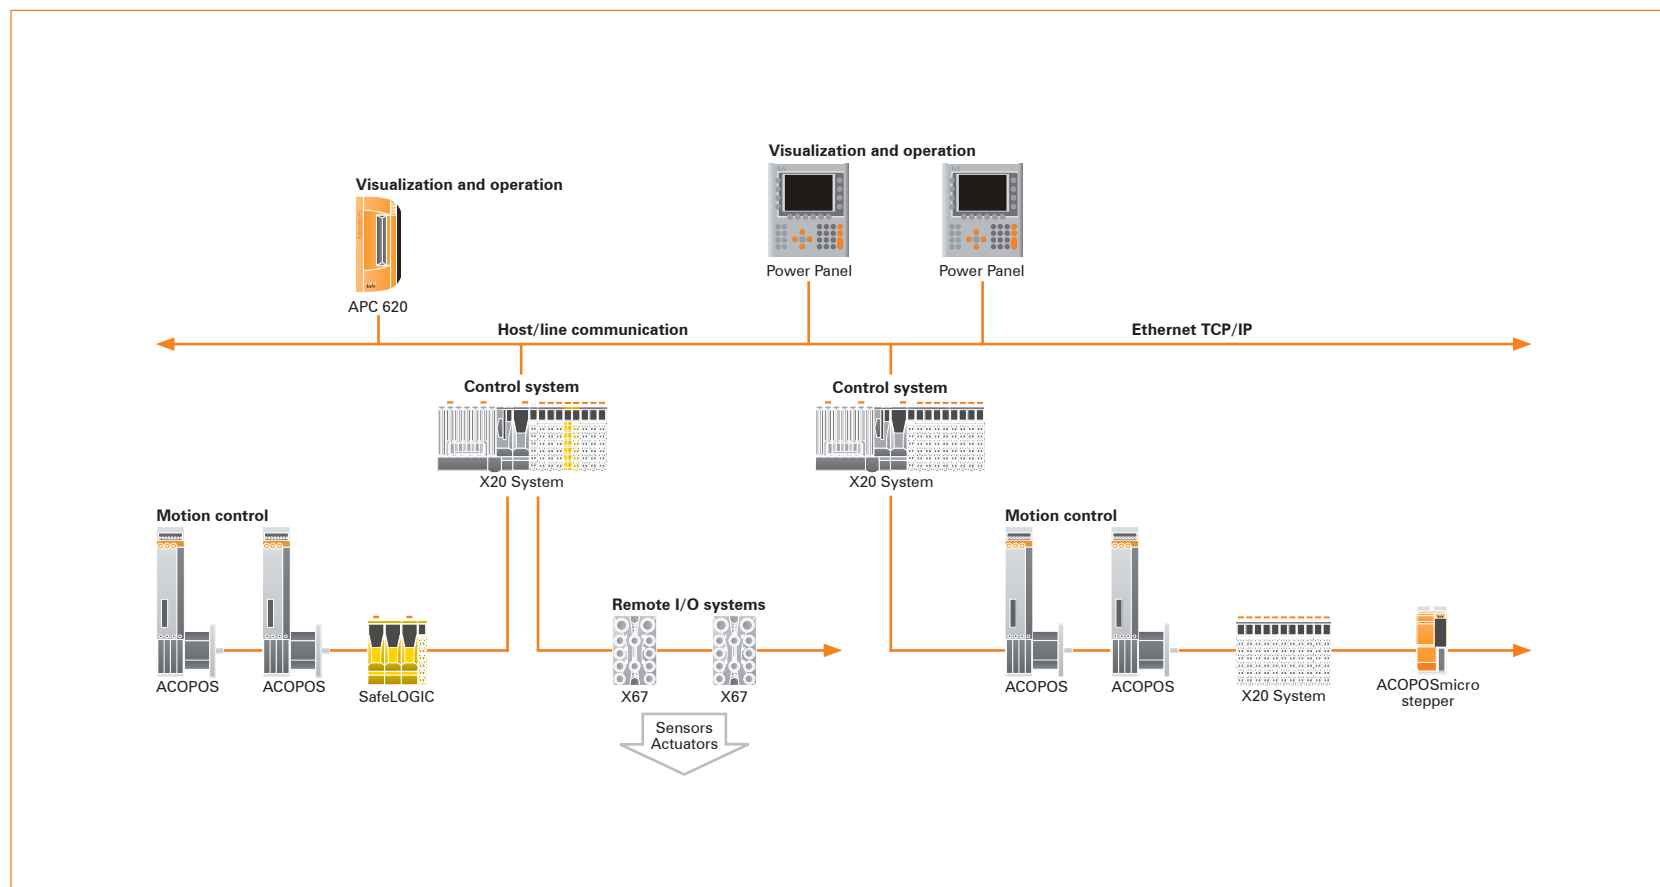 Visualization and operation
Visualization and operation
APC 620
Power Panel
Power Panel
Host/line communication
Ethernet TCP/IP
Control system
Control system
X20 System
X20 System
Motion control
Motion control
Remote I/O systems
ACOPOS
ACOPOS
SafeLOGIC
X67
X67
ACOPOS
ACOPOS
X20 System
ACOPOSmicro
stepper
Sensors
Actuators